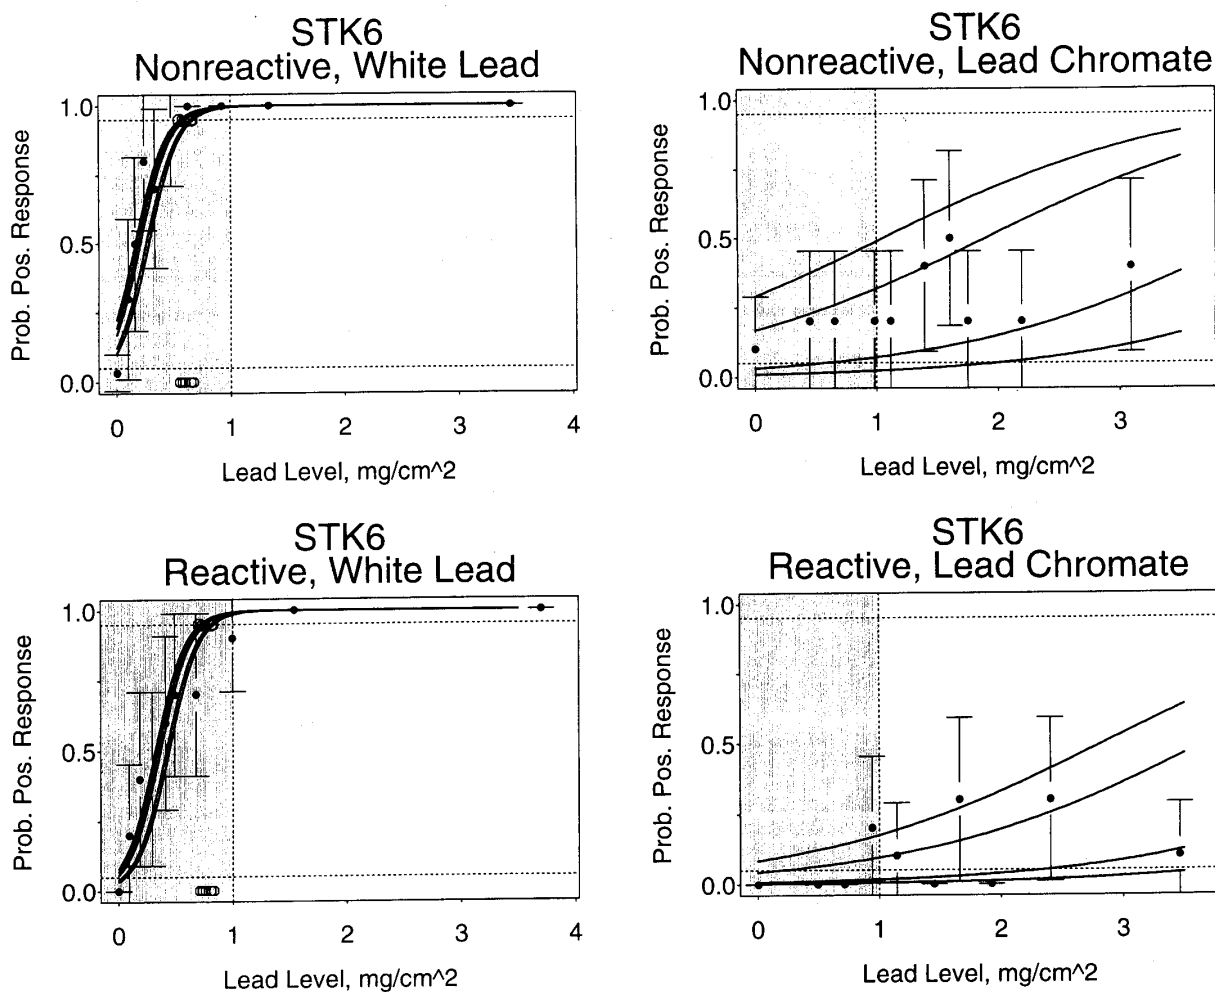 STK6
Nonreactive, White Lead
Prob. Pos. Response
1.0
0.5
0.0
0 1 2 3 4
Lead Level, mg/cm^2
STK6
Nonreactive, Lead Chromate
Prob. Pos. Response
1.0
0.5
0.0
0 1 2 3
Lead Level, mg/cm^2
STK6
Reactive, White Lead
Prob. Pos. Response
1.0
0.5
0.0
0 1 2 3 4
Lead Level, mg/cm^2
STK6
Reactive, Lead Chromate
Prob. Pos. Response
1.0
0.5
0.0
0 1 2 3
Lead Level, mg/cm^2